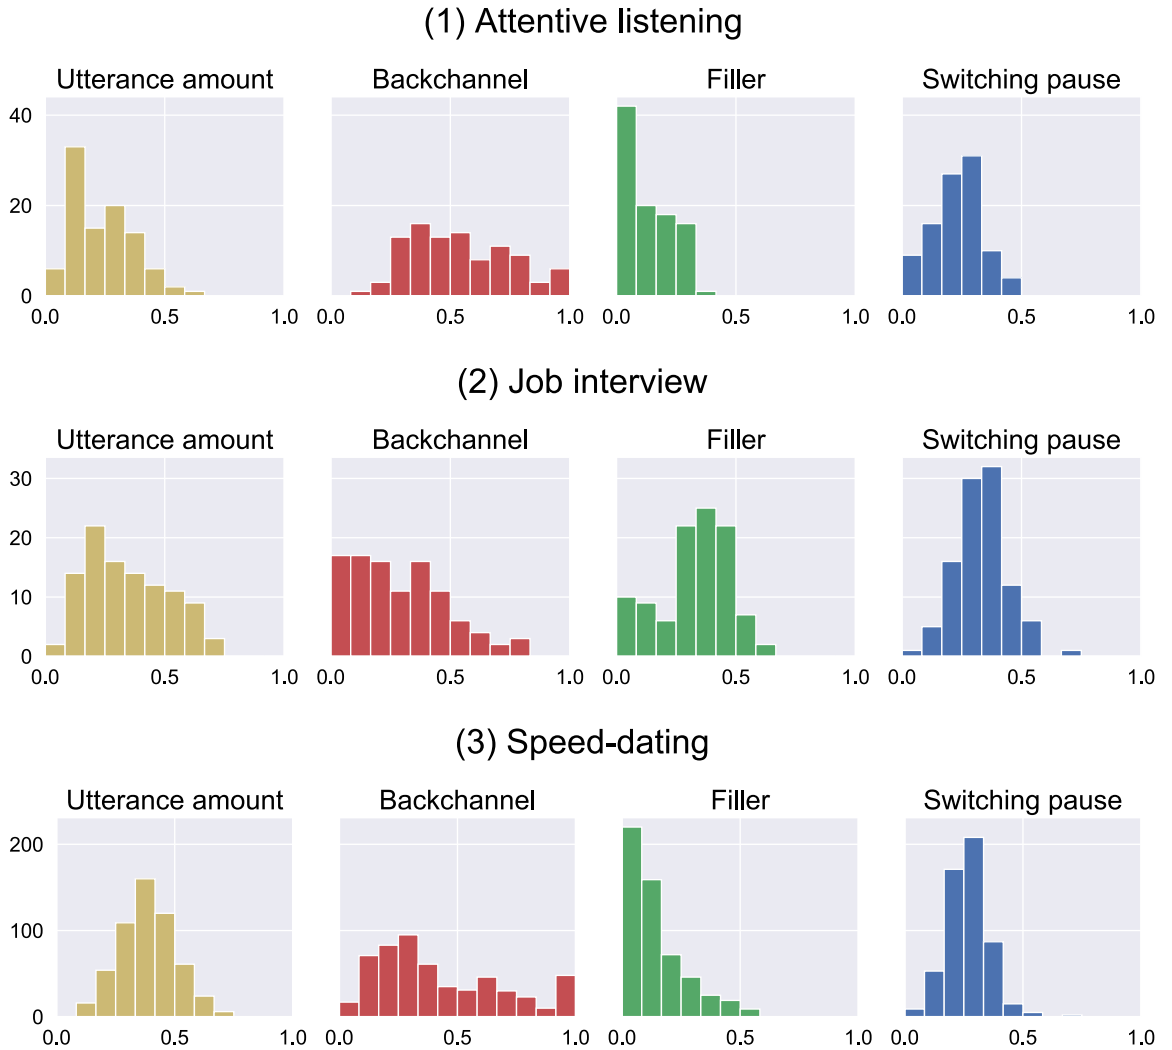 (1) Attentive listening
Utterance amount Backchannel Filler Switching pause
40
20
0
0.0 0.5 1.0 0.0 0.5 1.0 0.0 0.5 1.0 0.0 0.5 1.0
(2) Job interview
Utterance amount Backchannel Filler Switching pause
30
20
10
0
0.0 0.5 1.0 0.0 0.5 1.0 0.0 0.5 1.0 0.0 0.5 1.0
(3) Speed-dating
Utterance amount Backchannel Filler Switching pause
200
100
0
0.0 0.5 1.0 0.0 0.5 1.0 0.0 0.5 1.0 0.0 0.5 1.0